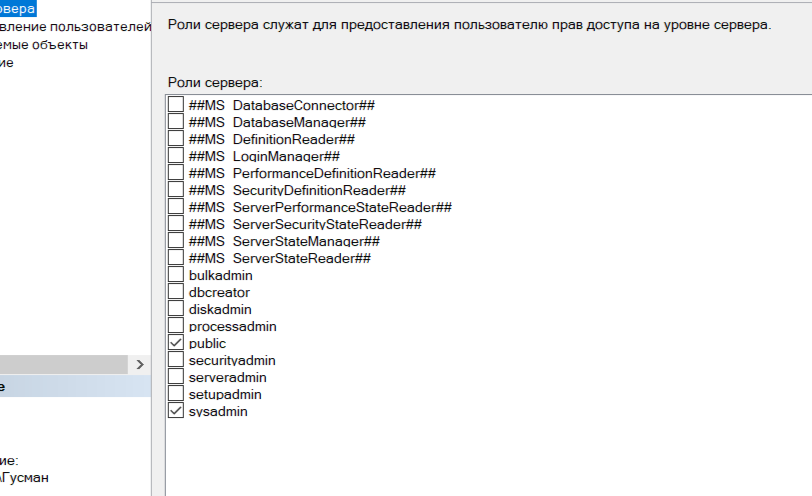 рвера
вление пользователей
емые объекты
ие
Роли сервера служат для предоставления пользователю прав доступа на уровне сервера.
Роли сервера:
##MS_DatabaseConnector##
##MS_DatabaseManager##
##MS_DefinitionReader##
##MS_LoginManager##
##MS_PerformanceDefinitionReader##
##MS_SecurityDefinitionReader##
##MS_ServerPerformanceStateReader##
##MS_ServerSecurityStateReader##
##MS_ServerStateManager##
##MS_ServerStateReader##
bulkadmin
dbcreator
diskadmin
processadmin
public
securityadmin
serveradmin
setupadmin
sysadmin
е
ие:
\Гусман